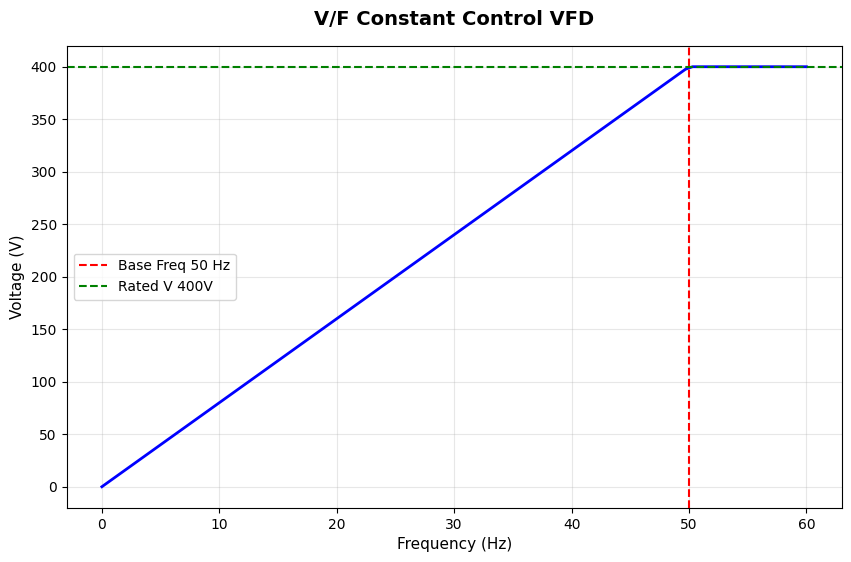 V/F Constant Control VFD
400
350
300
250
200
150
100
50
0
Voltage (V)
Base Freq 50 Hz
Rated V 400V
0 10 20 30 40 50 60
Frequency (Hz)